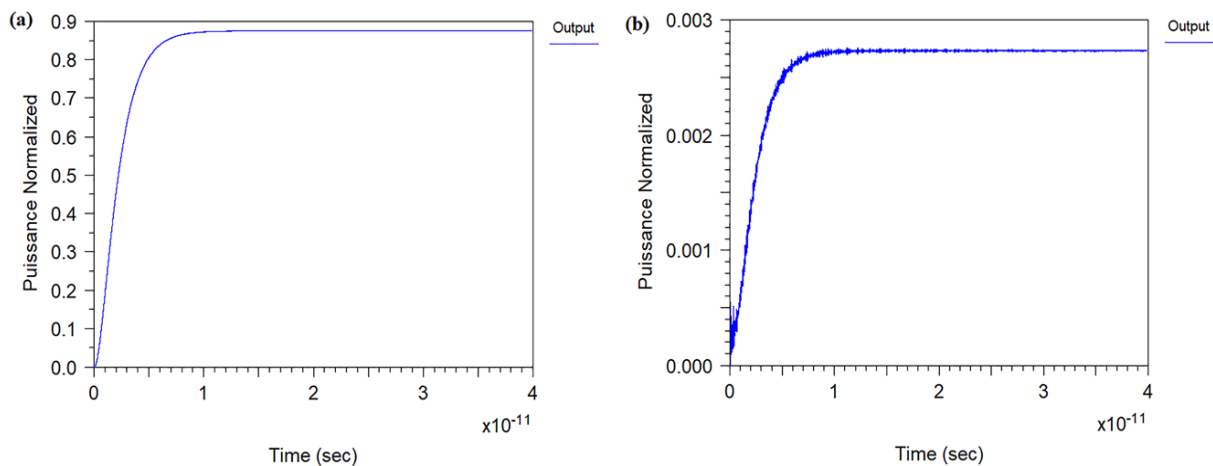 (a)
Puissance Normalized
0.9
0.8
0.7
0.6
0.5
0.4
0.3
0.2
0.1
0.0
0
1
2
3
4
x10-11
Time (sec)
Output
(b)
Puissance Normalized
0.003
0.002
0.001
0.000
0
1
2
3
4
x10-11
Time (sec)
Output